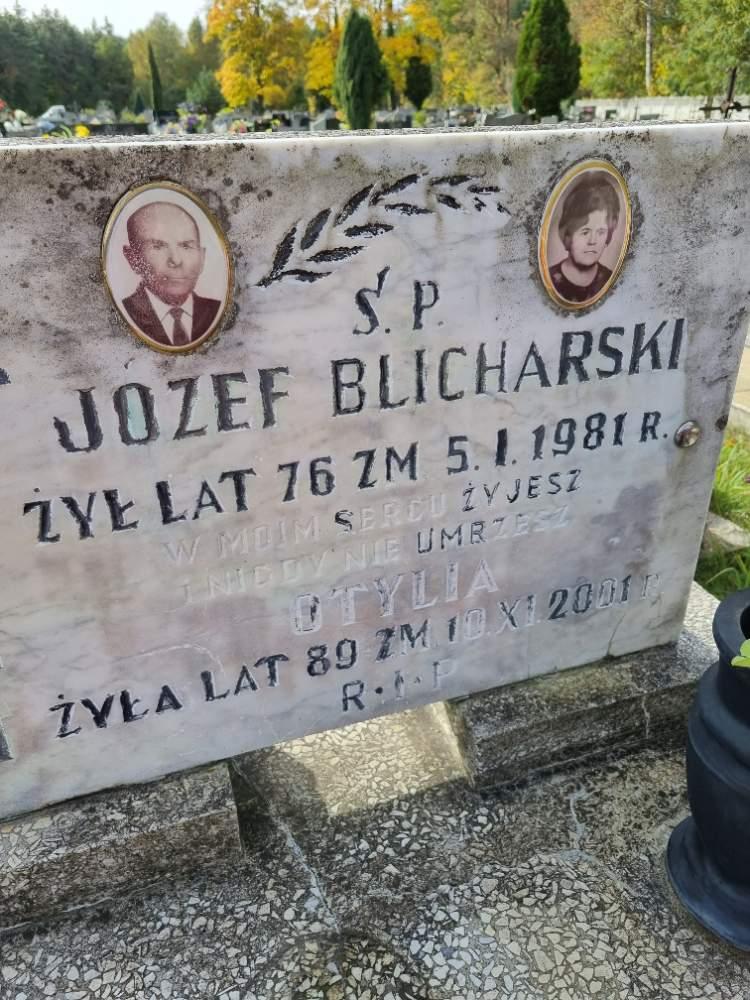 Ś. P.
JÓZEF BLICHARSKI
ŻYŁ LAT 76 ZM. 5. I. 1981 R.
W MOIM SERCU ŻYJESZ
I NIGDY NIE UMRZESZ
OTYLIA
ŻYŁA LAT 89 ZM. 10. XI. 2001 R.
R • I • P